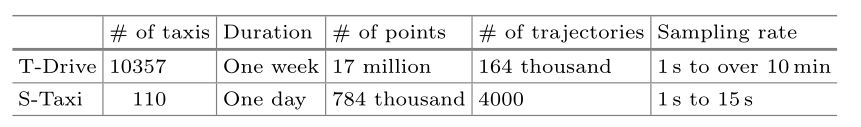 # of taxis Duration # of points # of trajectories Sampling rate
T-Drive 10357 One week 17 million 164 thousand 1 s to over 10 min
S-Taxi 110 One day 784 thousand 4000 1 s to 15 s